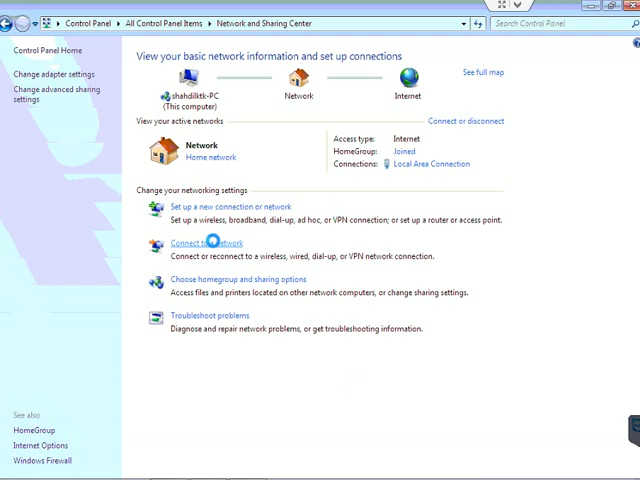 Control Panel
All Control Panel Items
Network and Sharing Center
Search Control Panel
Control Panel Home
Change adapter settings
Change advanced sharing
settings
View your basic network information and set up connections
shahdilktk-PC
(This computer)
Network
Internet
See full map
View your active networks
Connect or disconnect
Network
Home network
Access type: Internet
HomeGroup: Joined
Connections: Local Area Connection
Change your networking settings
Set up a new connection or network
Set up a wireless, broadband, dial-up, ad hoc, or VPN connection; or set up a router or access point.
Connect to a network
Connect or reconnect to a wireless, wired, dial-up, or VPN network connection.
Choose homegroup and sharing options
Access files and printers located on other network computers, or change sharing settings.
Troubleshoot problems
Diagnose and repair network problems, or get troubleshooting information.
See also
HomeGroup
Internet Options
Windows Firewall